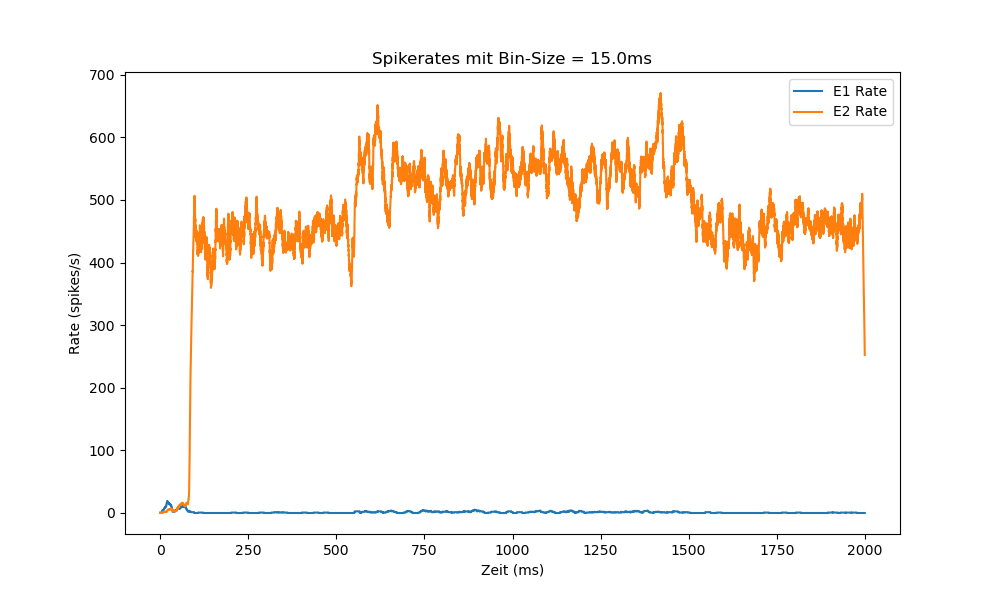 Spikerates mit Bin-Size = 15.0ms
E1 Rate
E2 Rate
700
600
500
400
300
200
100
0
Rate (spikes/s)
0 250 500 750 1000 1250 1500 1750 2000
Zeit (ms)